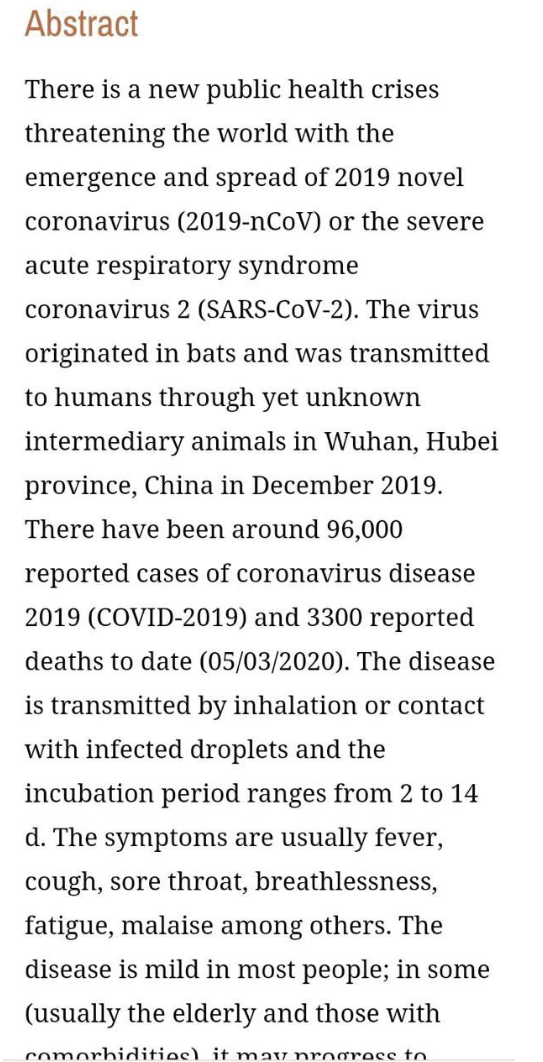 Abstract
There is a new public health crises
threatening the world with the
emergence and spread of 2019 novel
coronavirus (2019-nCoV) or the severe
acute respiratory syndrome
coronavirus 2 (SARS-CoV-2). The virus
originated in bats and was transmitted
to humans through yet unknown
intermediary animals in Wuhan, Hubei
province, China in December 2019.
There have been around 96,000
reported cases of coronavirus disease
2019 (COVID-2019) and 3300 reported
deaths to date (05/03/2020). The disease
is transmitted by inhalation or contact
with infected droplets and the
incubation period ranges from 2 to 14
d. The symptoms are usually fever,
cough, sore throat, breathlessness,
fatigue, malaise among others. The
disease is mild in most people; in some
(usually the elderly and those with
comorbidities), it may progress to